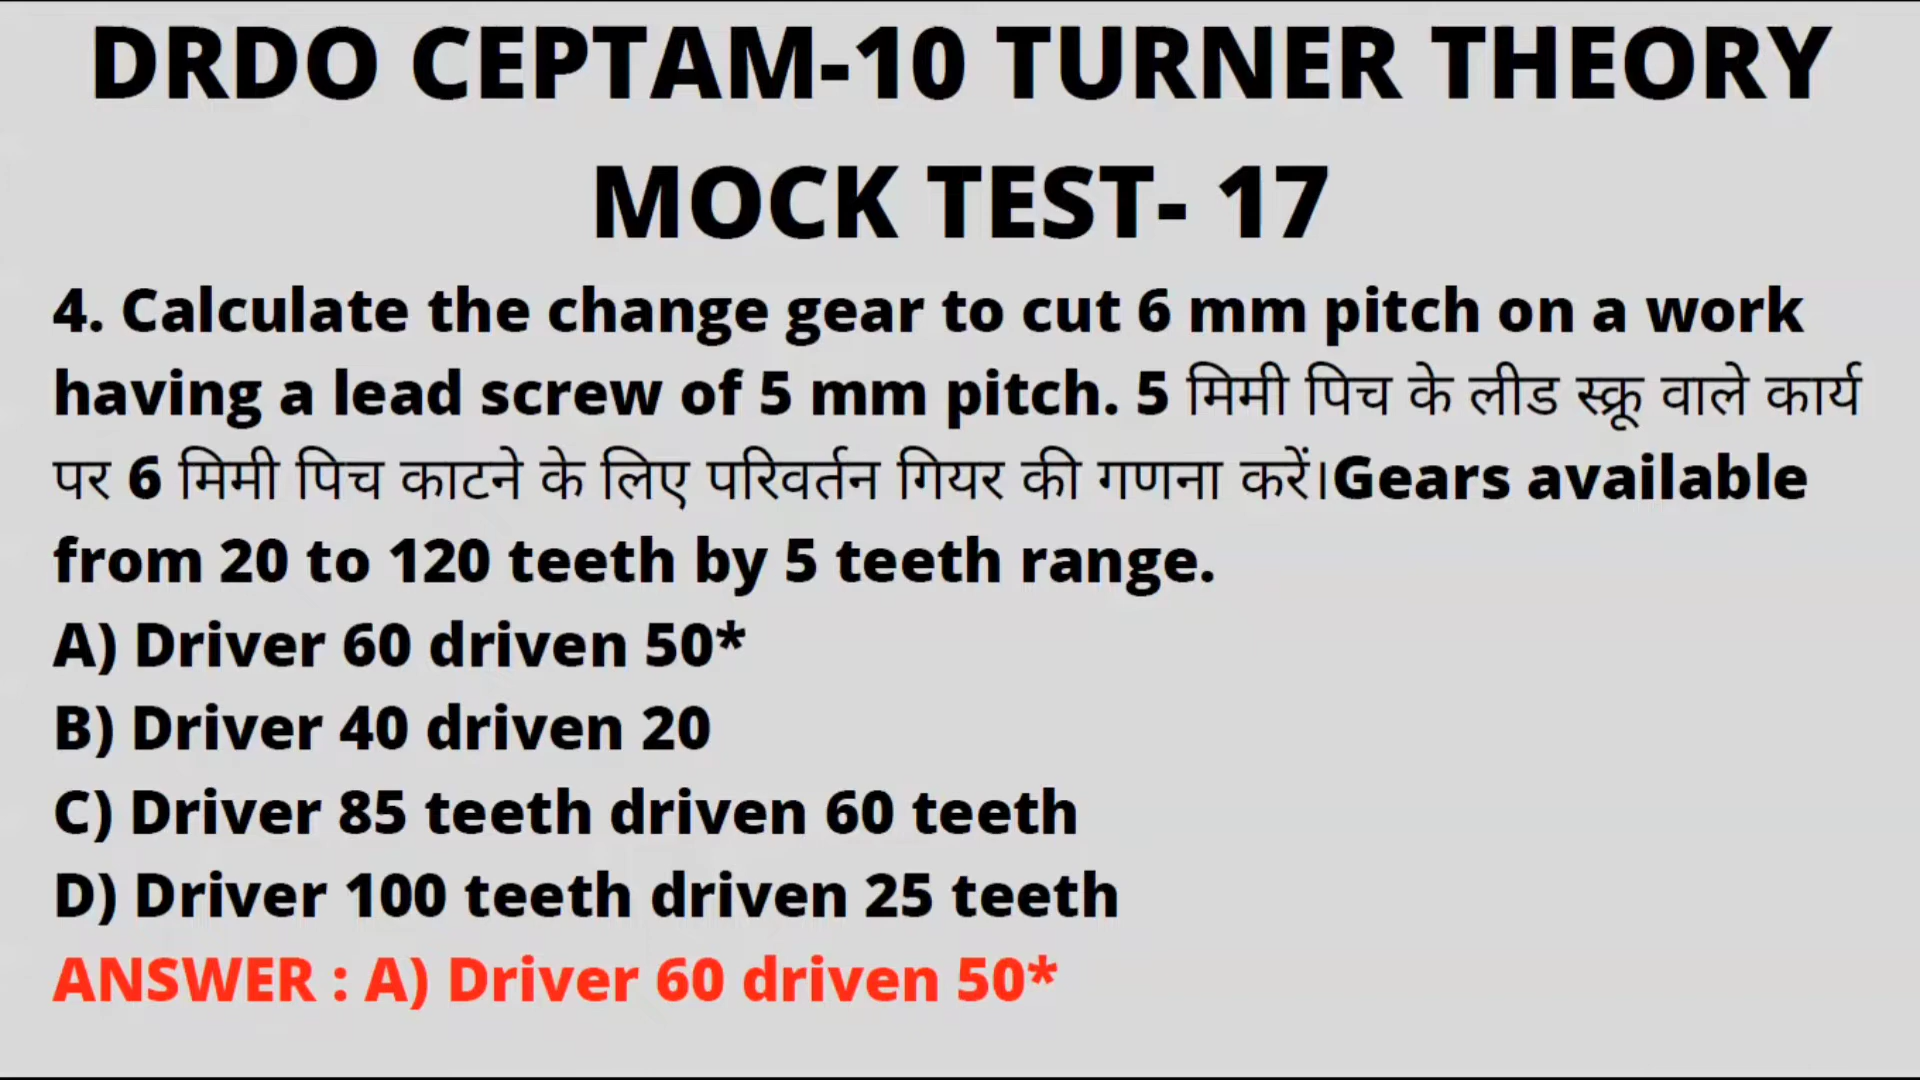 DRDO CEPTAM-10 TURNER THEORY
MOCK TEST- 17
4. Calculate the change gear to cut 6 mm pitch on a work
having a lead screw of 5 mm pitch. 5 मिमी पिच के लीड स्क्रू वाले कार्य
पर 6 मिमी पिच काटने के लिए परिवर्तन गियर की गणना करें।Gears available
from 20 to 120 teeth by 5 teeth range.
A) Driver 60 driven 50*
B) Driver 40 driven 20
C) Driver 85 teeth driven 60 teeth
D) Driver 100 teeth driven 25 teeth
ANSWER : A) Driver 60 driven 50*